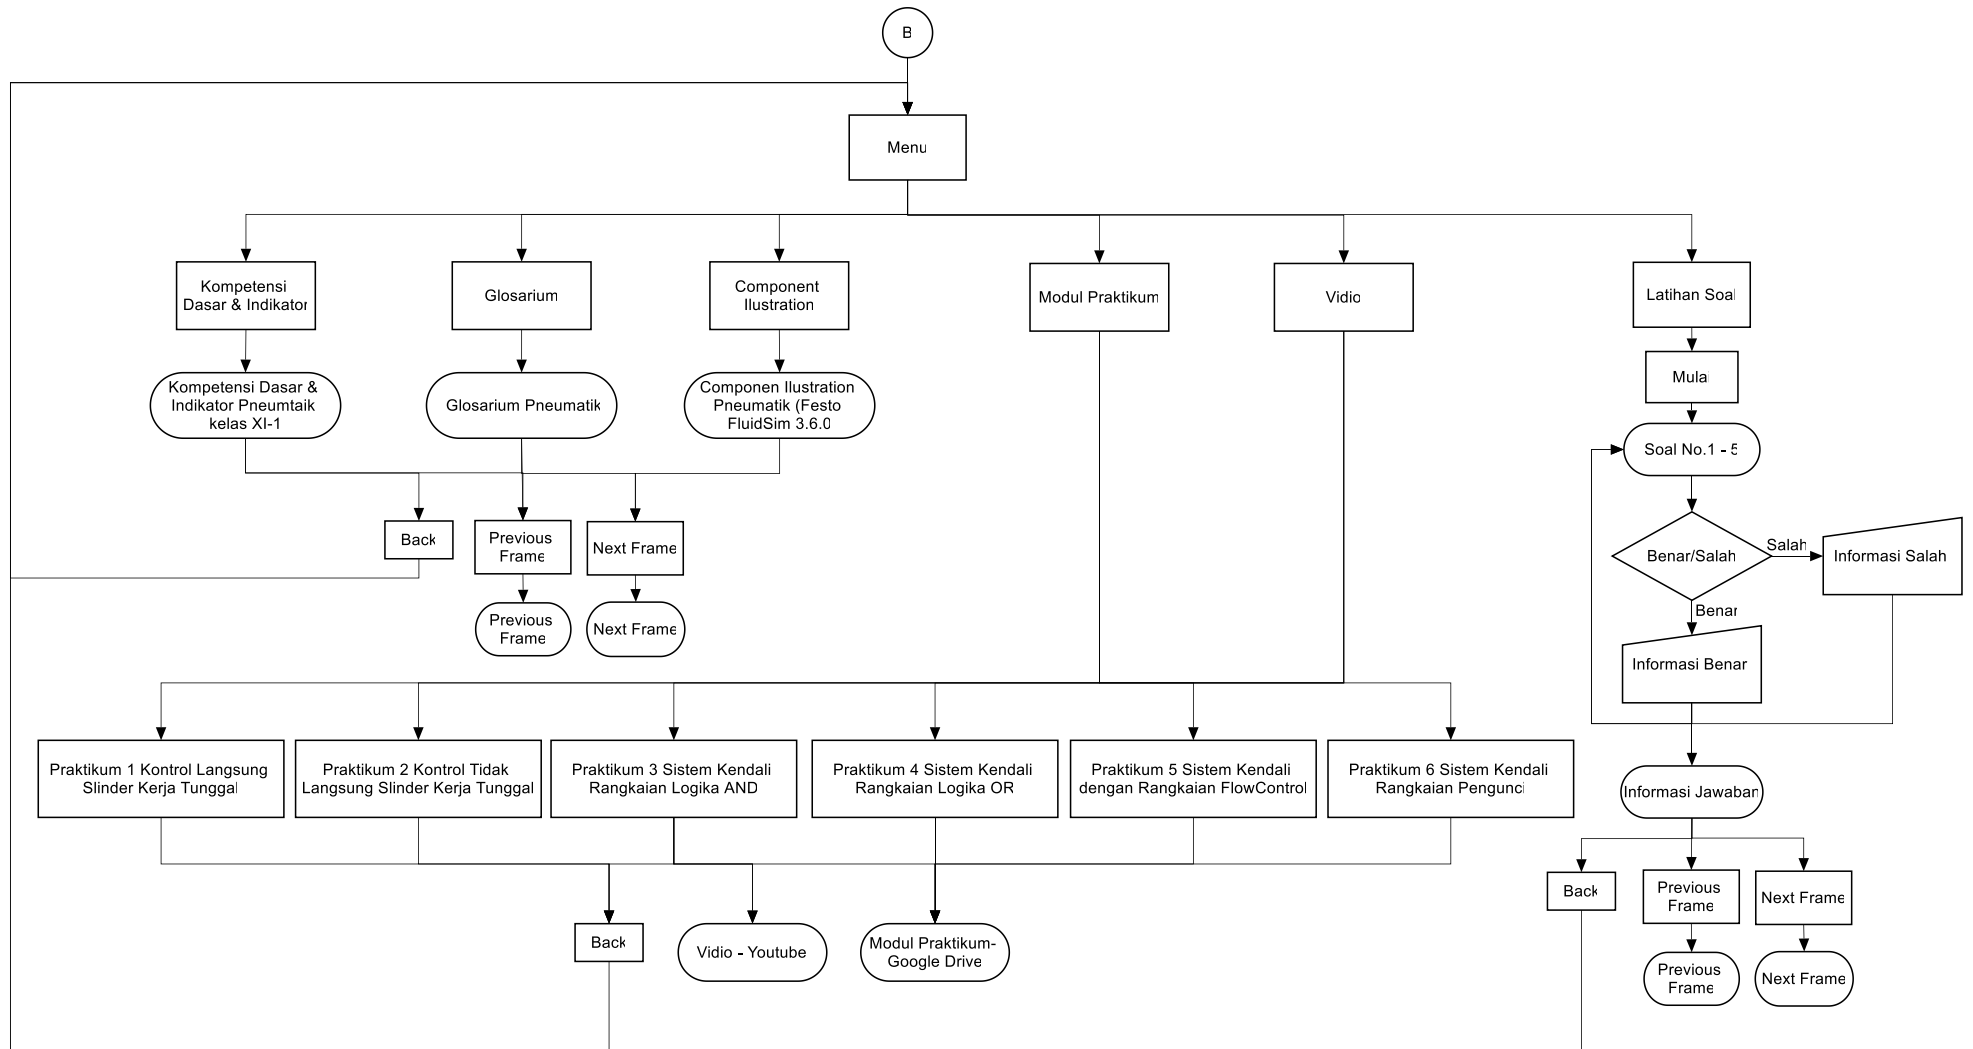 B
Menu
Kompetensi
Dasar & Indikator
Glosarium
Component
Ilustration
Modul Praktikum
Vidio
Latihan Soal
Kompetensi Dasar &
Indikator Pneumtaik
kelas XI-1
Glosarium Pneumatik
Componen Ilustration
Pneumatik (Festo
FluidSim 3.6.0
Mulai
Soal No.1 - 5
Back
Previous
Frame
Next Frame
Benar/Salah
Salah
Informasi Salah
Benar
Previous
Frame
Next Frame
Informasi Benar
Praktikum 1 Kontrol Langsung
Slinder Kerja Tunggal
Praktikum 2 Kontrol Tidak
Langsung Slinder Kerja Tunggal
Praktikum 3 Sistem Kendali
Rangkaian Logika AND
Praktikum 4 Sistem Kendali
Rangkaian Logika OR
Praktikum 5 Sistem Kendali
dengan Rangkaian FlowControl
Praktikum 6 Sistem Kendali
Rangkaian Pengunci
Informasi Jawaban
Back
Previous
Frame
Next Frame
Back
Vidio - Youtube
Modul Praktikum-
Google Drive
Previous
Frame
Next Frame